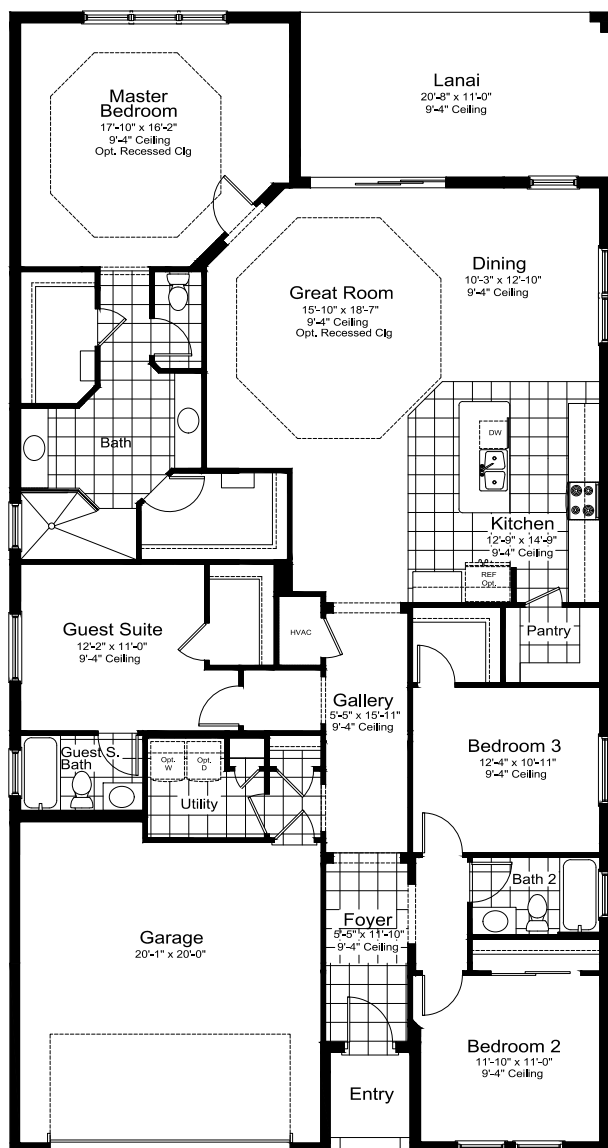 Master
Bedroom
17'-10" x 16'-2"
9'-4" Ceiling
Opt. Recessed Clg
Lanai
20'-8" x 11'-0"
9'-4" Ceiling
Great Room
15'-10" x 18'-7"
9'-4" Ceiling
Opt. Recessed Clg
Dining
10'-3" x 12'-10"
9'-4" Ceiling
Bath
DW
Kitchen
12'-9" x 14'-9"
9'-4" Ceiling
REF
Opt.
Pantry
Guest Suite
12'-2" x 11'-0"
9'-4" Ceiling
HVAC
Gallery
5'-5" x 15'-11"
9'-4" Ceiling
Guest S.
Bath
Opt.
W
Opt.
D
Utility
Bedroom 3
12'-4" x 10'-11"
9'-4" Ceiling
Bath 2
Foyer
5'-5" x 11'-10"
9'-4" Ceiling
Garage
20'-1" x 20'-0"
Bedroom 2
11'-10" x 11'-0"
9'-4" Ceiling
Entry